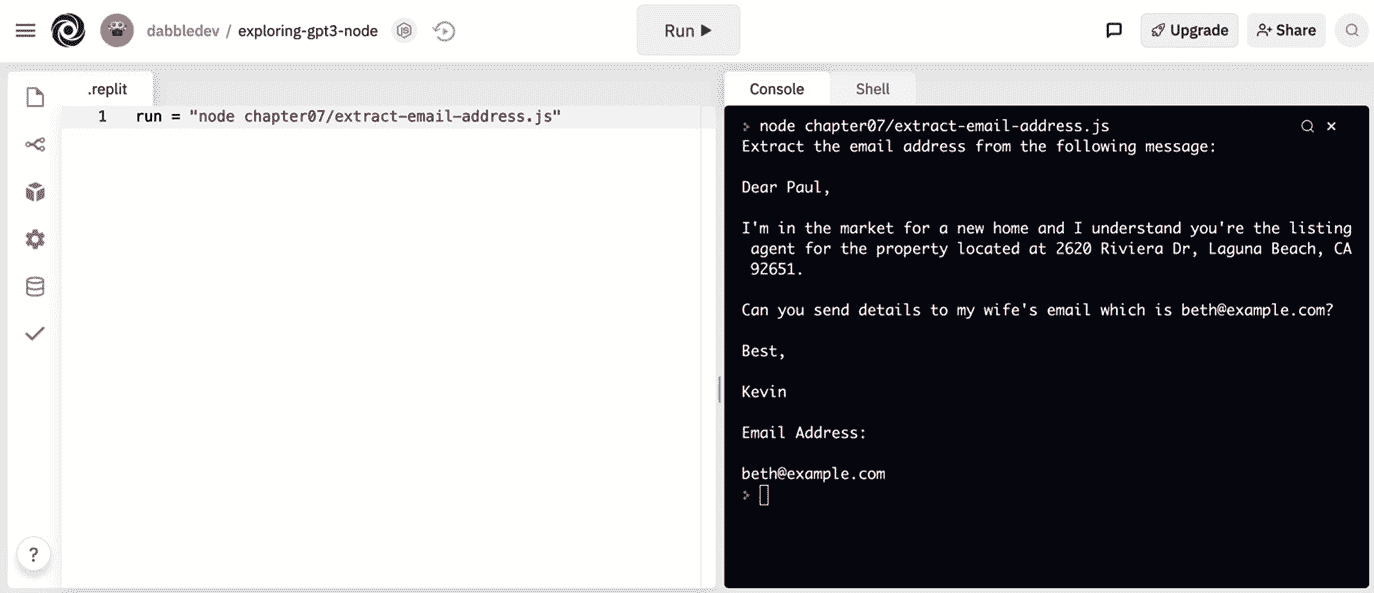 dabbledev / exploring-gpt3-node
Run
Upgrade
Share
.replit
1 run = "node chapter07/extract-email-address.js"
?
Console Shell
node chapter07/extract-email-address.js
Extract the email address from the following message:
Dear Paul,
I'm in the market for a new home and I understand you're the listing
agent for the property located at 2620 Riviera Dr, Laguna Beach, CA
92651.
Can you send details to my wife's email which is beth@example.com?
Best,
Kevin
Email Address:
beth@example.com